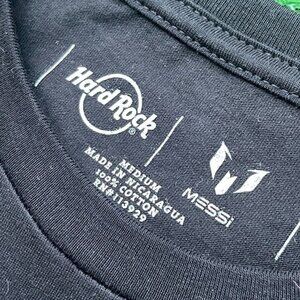 Hard Rock
®
MEDIUM
MADE IN NICARAGUA
100% COTTON
RN#113929
MESSI